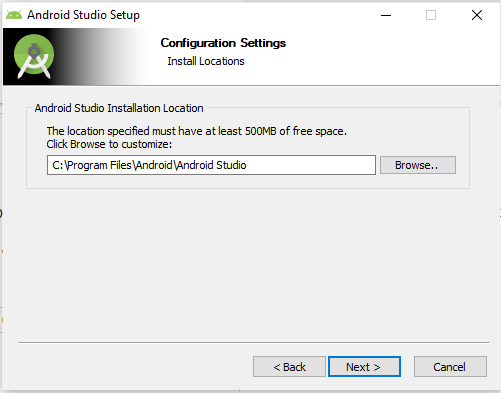 Android Studio Setup
Configuration Settings
Install Locations
Android Studio Installation Location
The location specified must have at least 500MB of free space.
Click Browse to customize:
C:\Program Files\Android\Android Studio
Browse..
< Back
Next >
Cancel